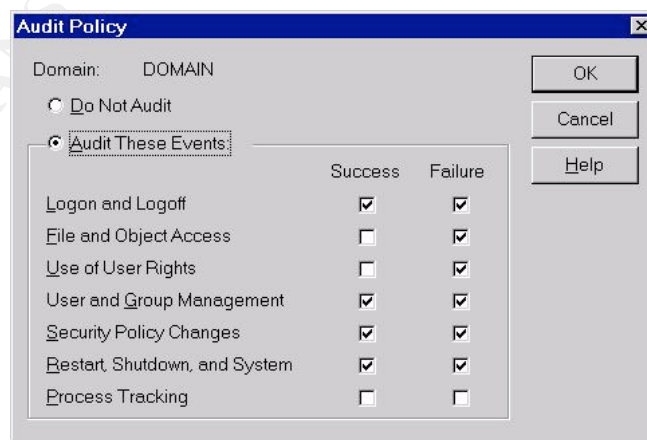 Audit Policy
Domain: DOMAIN
Do Not Audit
Audit These Events:
Success Failure
Logon and Logoff
File and Object Access
Use of User Rights
User and Group Management
Security Policy Changes
Restart, Shutdown, and System
Process Tracking
OK
Cancel
Help